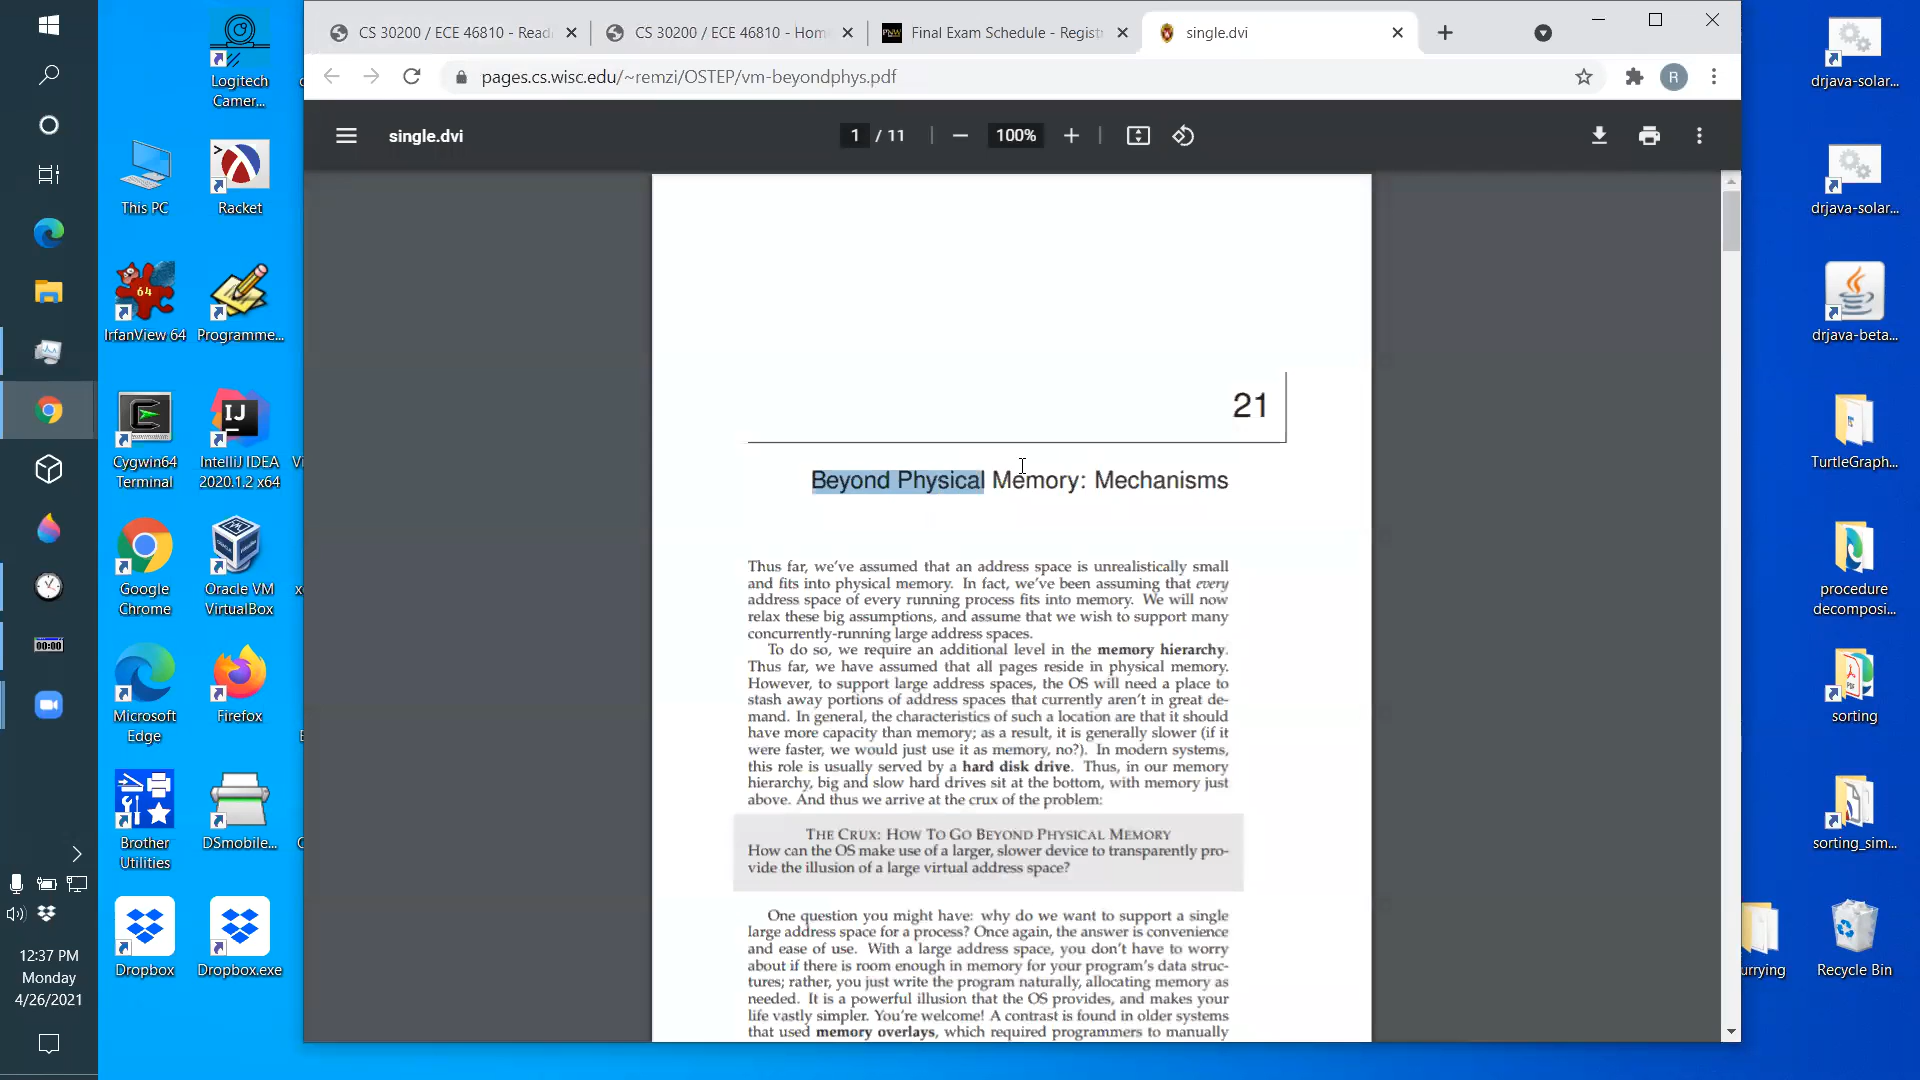 CS 30200 / ECE 46810 - Readi
CS 30200 / ECE 46810 - Hom
Final Exam Schedule - Registr
single.dvi
pages.cs.wisc.edu/~remzi/OSTEP/vm-beyondphys.pdf
R
single.dvi
1 / 11
100%
21
Beyond Physical Memory: Mechanisms
Thus far, we've assumed that an address space is unrealistically small
and fits into physical memory. In fact, we've been assuming that every
address space of every running process fits into memory. We will now
relax these big assumptions, and assume that we wish to support many
concurrently-running large address spaces.
To do so, we require an additional level in the memory hierarchy.
Thus far, we have assumed that all pages reside in physical memory.
However, to support large address spaces, the OS will need a place to
stash away portions of address spaces that currently aren't in great de-
mand. In general, the characteristics of such a location are that it should
have more capacity than memory; as a result, it is generally slower (if it
were faster, we would just use it as memory, no?). In modern systems,
this role is usually served by a hard disk drive. Thus, in our memory
hierarchy, big and slow hard drives sit at the bottom, with memory just
above. And thus we arrive at the crux of the problem:
THE CRUX: HOW TO GO BEYOND PHYSICAL MEMORY
How can the OS make use of a larger, slower device to transparently pro-
vide the illusion of a large virtual address space?
One question you might have: why do we want to support a single
large address space for a process? Once again, the answer is convenience
and ease of use. With a large address space, you don't have to worry
about if there is room enough in memory for your program's data struc-
tures; rather, you just write the program naturally, allocating memory as
needed. It is a powerful illusion that the OS provides, and makes your
life vastly simpler. You're welcome! A contrast is found in older systems
that used memory overlays, which required programmers to manually
Logitech
Camer...
This PC
Racket
64
IrfanView 64
Programme...
IJ
Cygwin64
Terminal
IntelliJ IDEA
2020.1.2 x64
Vi
Google
Chrome
Oracle VM
VirtualBox
Microsoft
Edge
Firefox
Brother
Utilities
DSmobile...
Dropbox
Dropbox.exe
00:00
12:37 PM
Monday
4/26/2021
drjava-solar...
drjava-solar...
drjava-beta...
TurtleGraph...
procedure
decomposi...
sorting
sorting_sim...
urrying
Recycle Bin